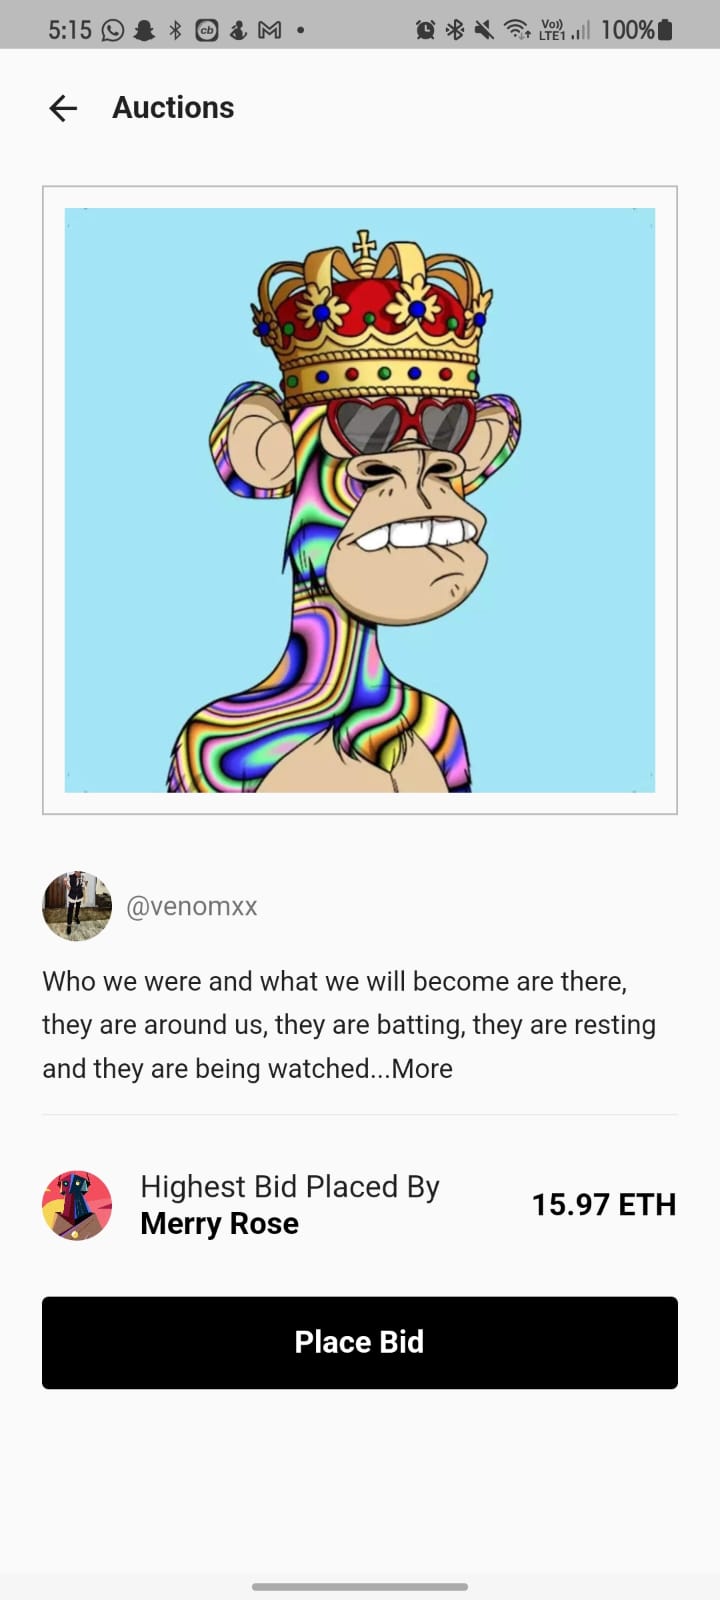 5:15
cb
Vo))
LTE1
100%
Auctions
@venomxx
Who we were and what we will become are there,
they are around us, they are batting, they are resting
and they are being watched...More
Highest Bid Placed By
Merry Rose
15.97 ETH
Place Bid